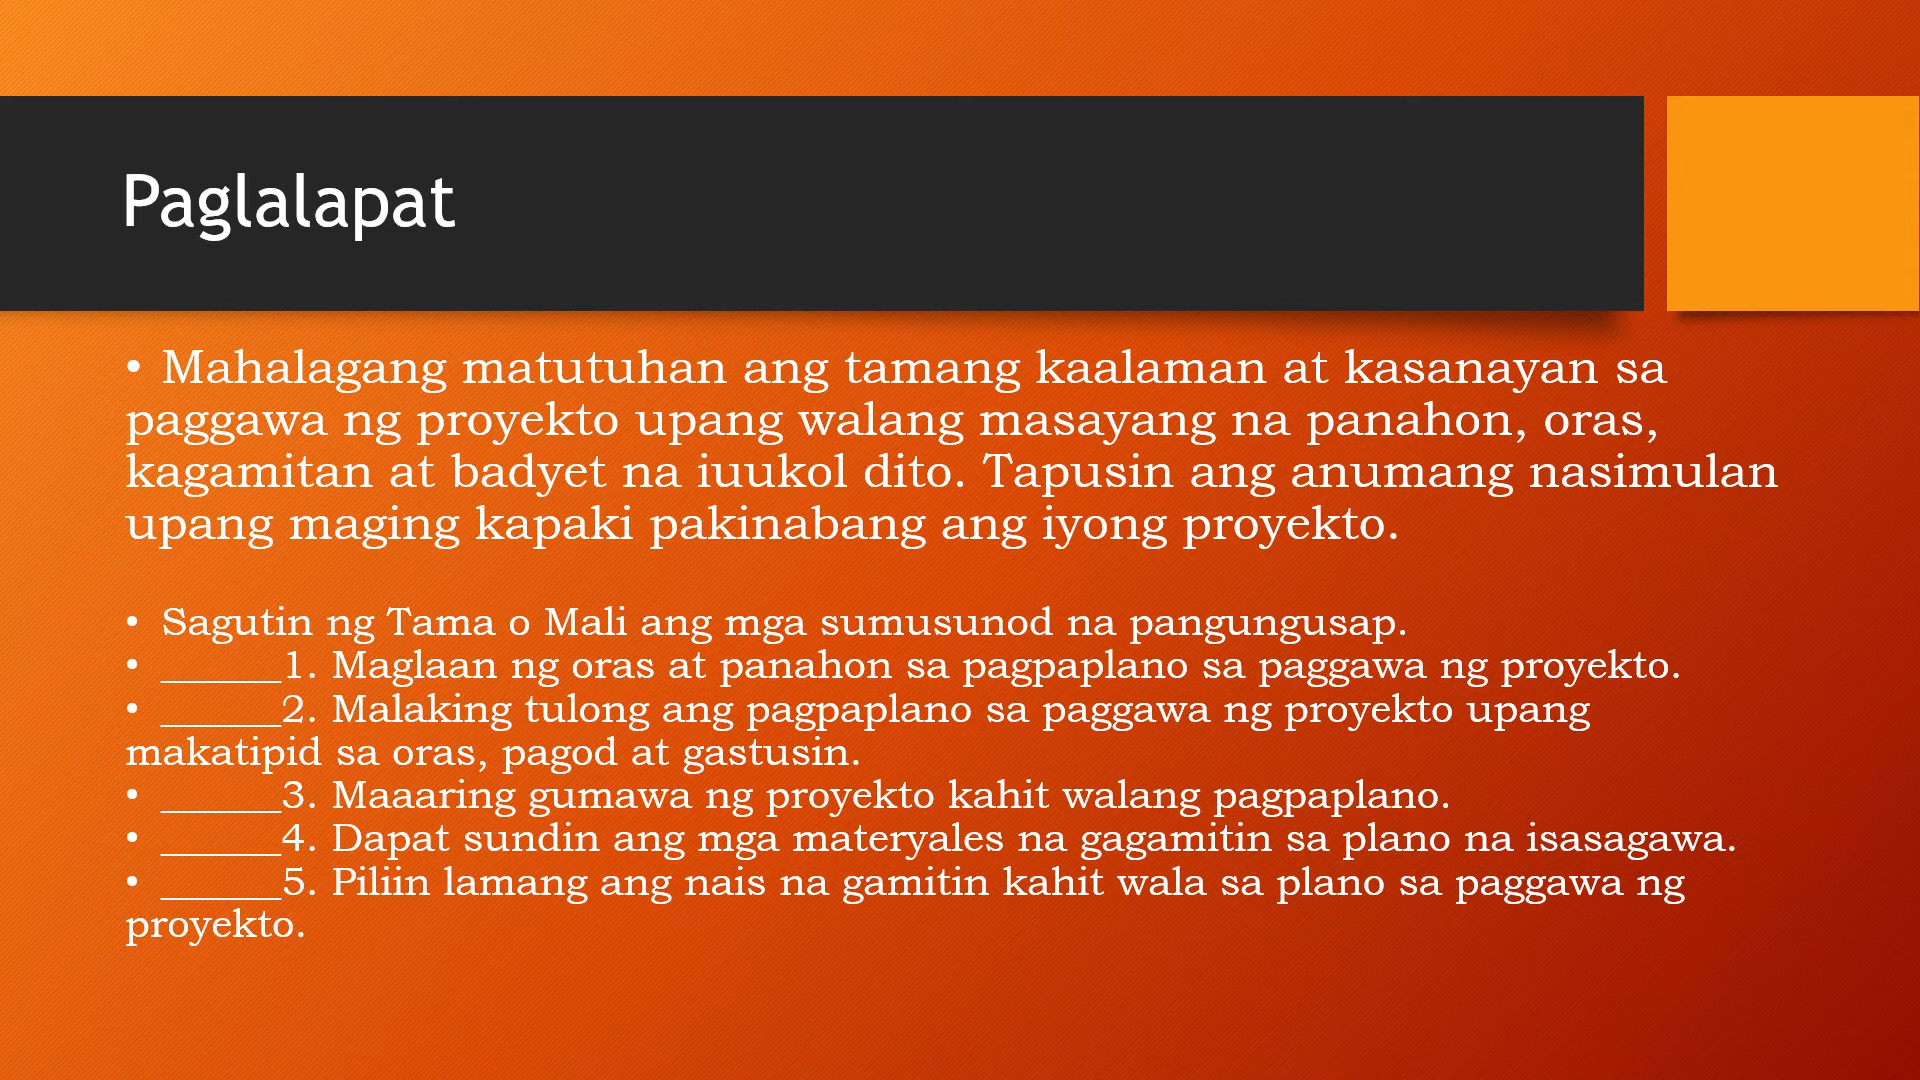 Paglalapat
• Mahalagang matutuhan ang tamang kaalaman at kasanayan sa
paggawa ng proyekto upang walang masayang na panahon, oras,
kagamitan at badyet na iuukol dito. Tapusin ang anumang nasimulan
upang maging kapaki pakinabang ang iyong proyekto.
• Sagutin ng Tama o Mali ang mga sumusunod na pangungusap.
• ______1. Maglaan ng oras at panahon sa pagpaplano sa paggawa ng proyekto.
• ______2. Malaking tulong ang pagpaplano sa paggawa ng proyekto upang
makatipid sa oras, pagod at gastusin.
• ______3. Maaaring gumawa ng proyekto kahit walang pagpaplano.
• ______4. Dapat sundin ang mga materyales na gagamitin sa plano na isasagawa.
• ______5. Piliin lamang ang nais na gamitin kahit wala sa plano sa paggawa ng
proyekto.